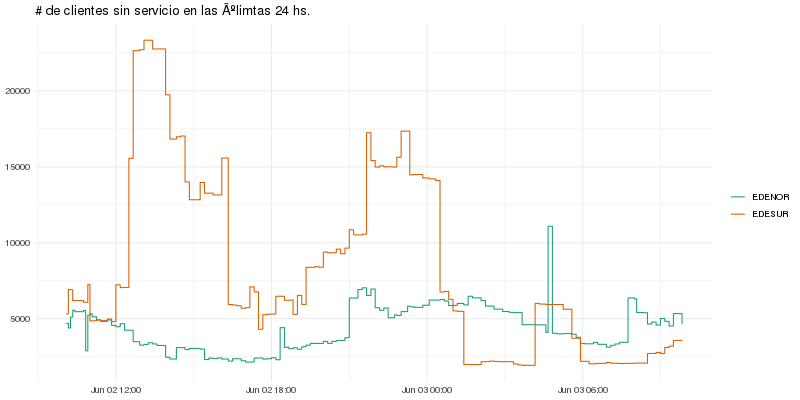 # de clientes sin servicio en las Ãºlimtas 24 hs.
20000
15000
10000
5000
Jun 02 12:00
Jun 02 18:00
Jun 03 00:00
Jun 03 06:00
EDENOR
EDESUR